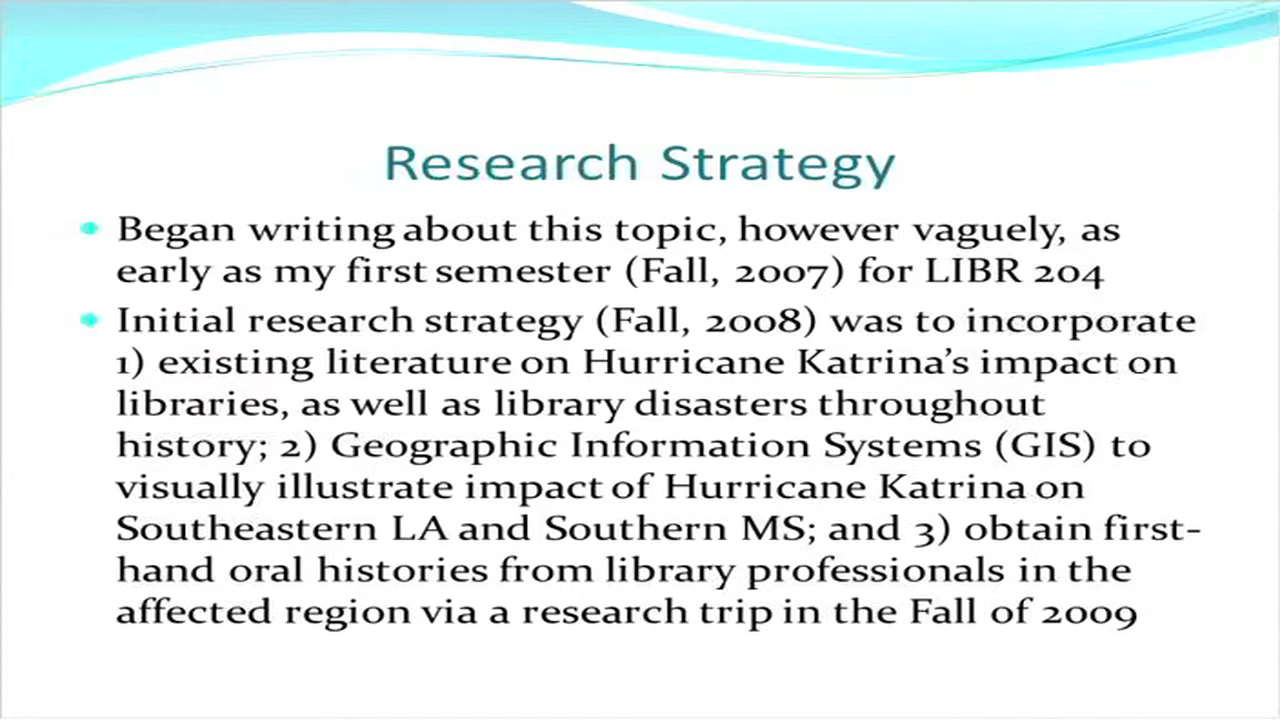 Research Strategy
Began writing about this topic, however vaguely, as
early as my first semester (Fall, 2007) for LIBR 204
Initial research strategy (Fall, 2008) was to incorporate
1) existing literature on Hurricane Katrina's impact on
libraries, as well as library disasters throughout
history; 2) Geographic Information Systems (GIS) to
visually illustrate impact of Hurricane Katrina on
Southeastern LA and Southern MS; and 3) obtain first-
hand oral histories from library professionals in the
affected region via a research trip in the Fall of 2009